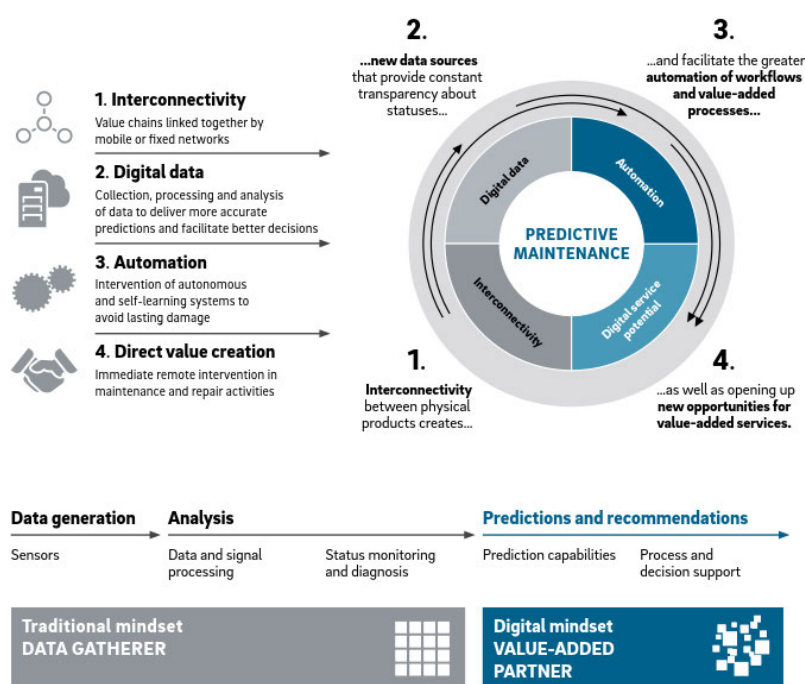 1. Interconnectivity
Value chains linked together by
mobile or fixed networks
2. Digital data
Collection, processing and analysis
of data to deliver more accurate
predictions and facilitate better decisions
3. Automation
Intervention of autonomous
and self-learning systems to
avoid lasting damage
4. Direct value creation
Immediate remote intervention in
maintenance and repair activities
2.
...new data sources
that provide constant
transparency about
statuses...
3.
...and facilitate the greater
automation of workflows
and value-added
processes...
Digital data
Automation
PREDICTIVE
MAINTENANCE
Interconnectivity
Digital service
potential
1.
Interconnectivity
between physical
products creates...
4.
...as well as opening up
new opportunities for
value-added services.
Data generation
Analysis
Predictions and recommendations
Sensors
Data and signal
processing
Status monitoring
and diagnosis
Prediction capabilities
Process and
decision support
Traditional mindset
DATA GATHERER
Digital mindset
VALUE-ADDED
PARTNER